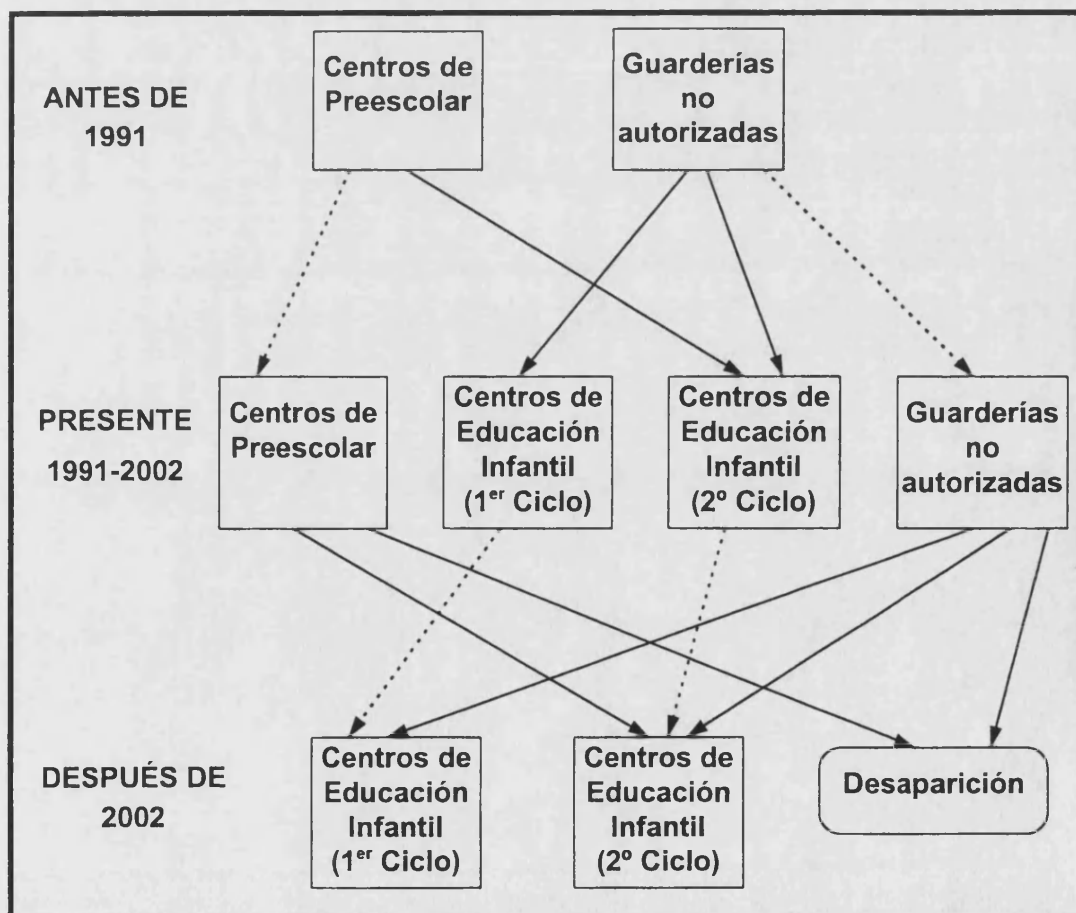 ANTES DE
1991
Centros de
Preescolar
Guarderías
no
autorizadas
PRESENTE
1991-2002
Centros de
Preescolar
Centros de
Educación
Infantil
(1er Ciclo)
Centros de
Educación
Infantil
(2º Ciclo)
Guarderías
no
autorizadas
DESPUÉS DE
2002
Centros de
Educación
Infantil
(1er Ciclo)
Centros de
Educación
Infantil
(2º Ciclo)
Desaparición